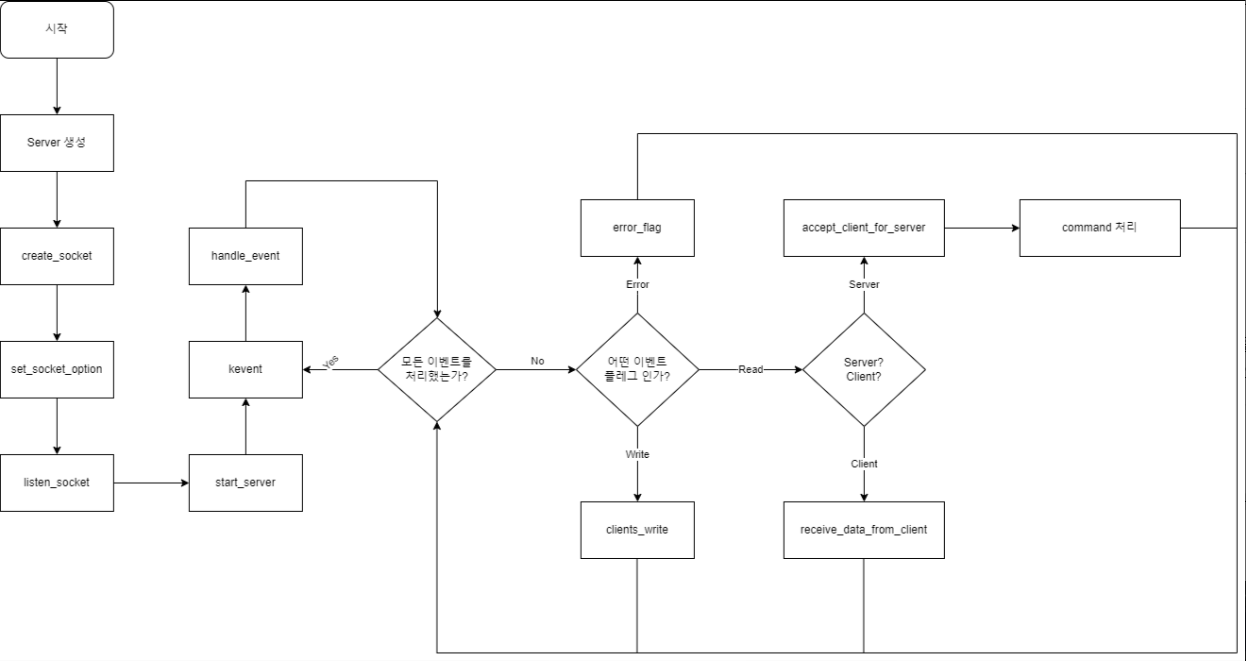 시작
Server 생성
create_socket
set_socket_option
listen_socket
start_server
kevent
handle_event
모든 이벤트를
처리했는가?
Yes
No
어떤 이벤트
플레그 인가?
Error
error_flag
Write
clients_write
Read
Server?
Client?
Server
accept_client_for_server
command 처리
Client
receive_data_from_client